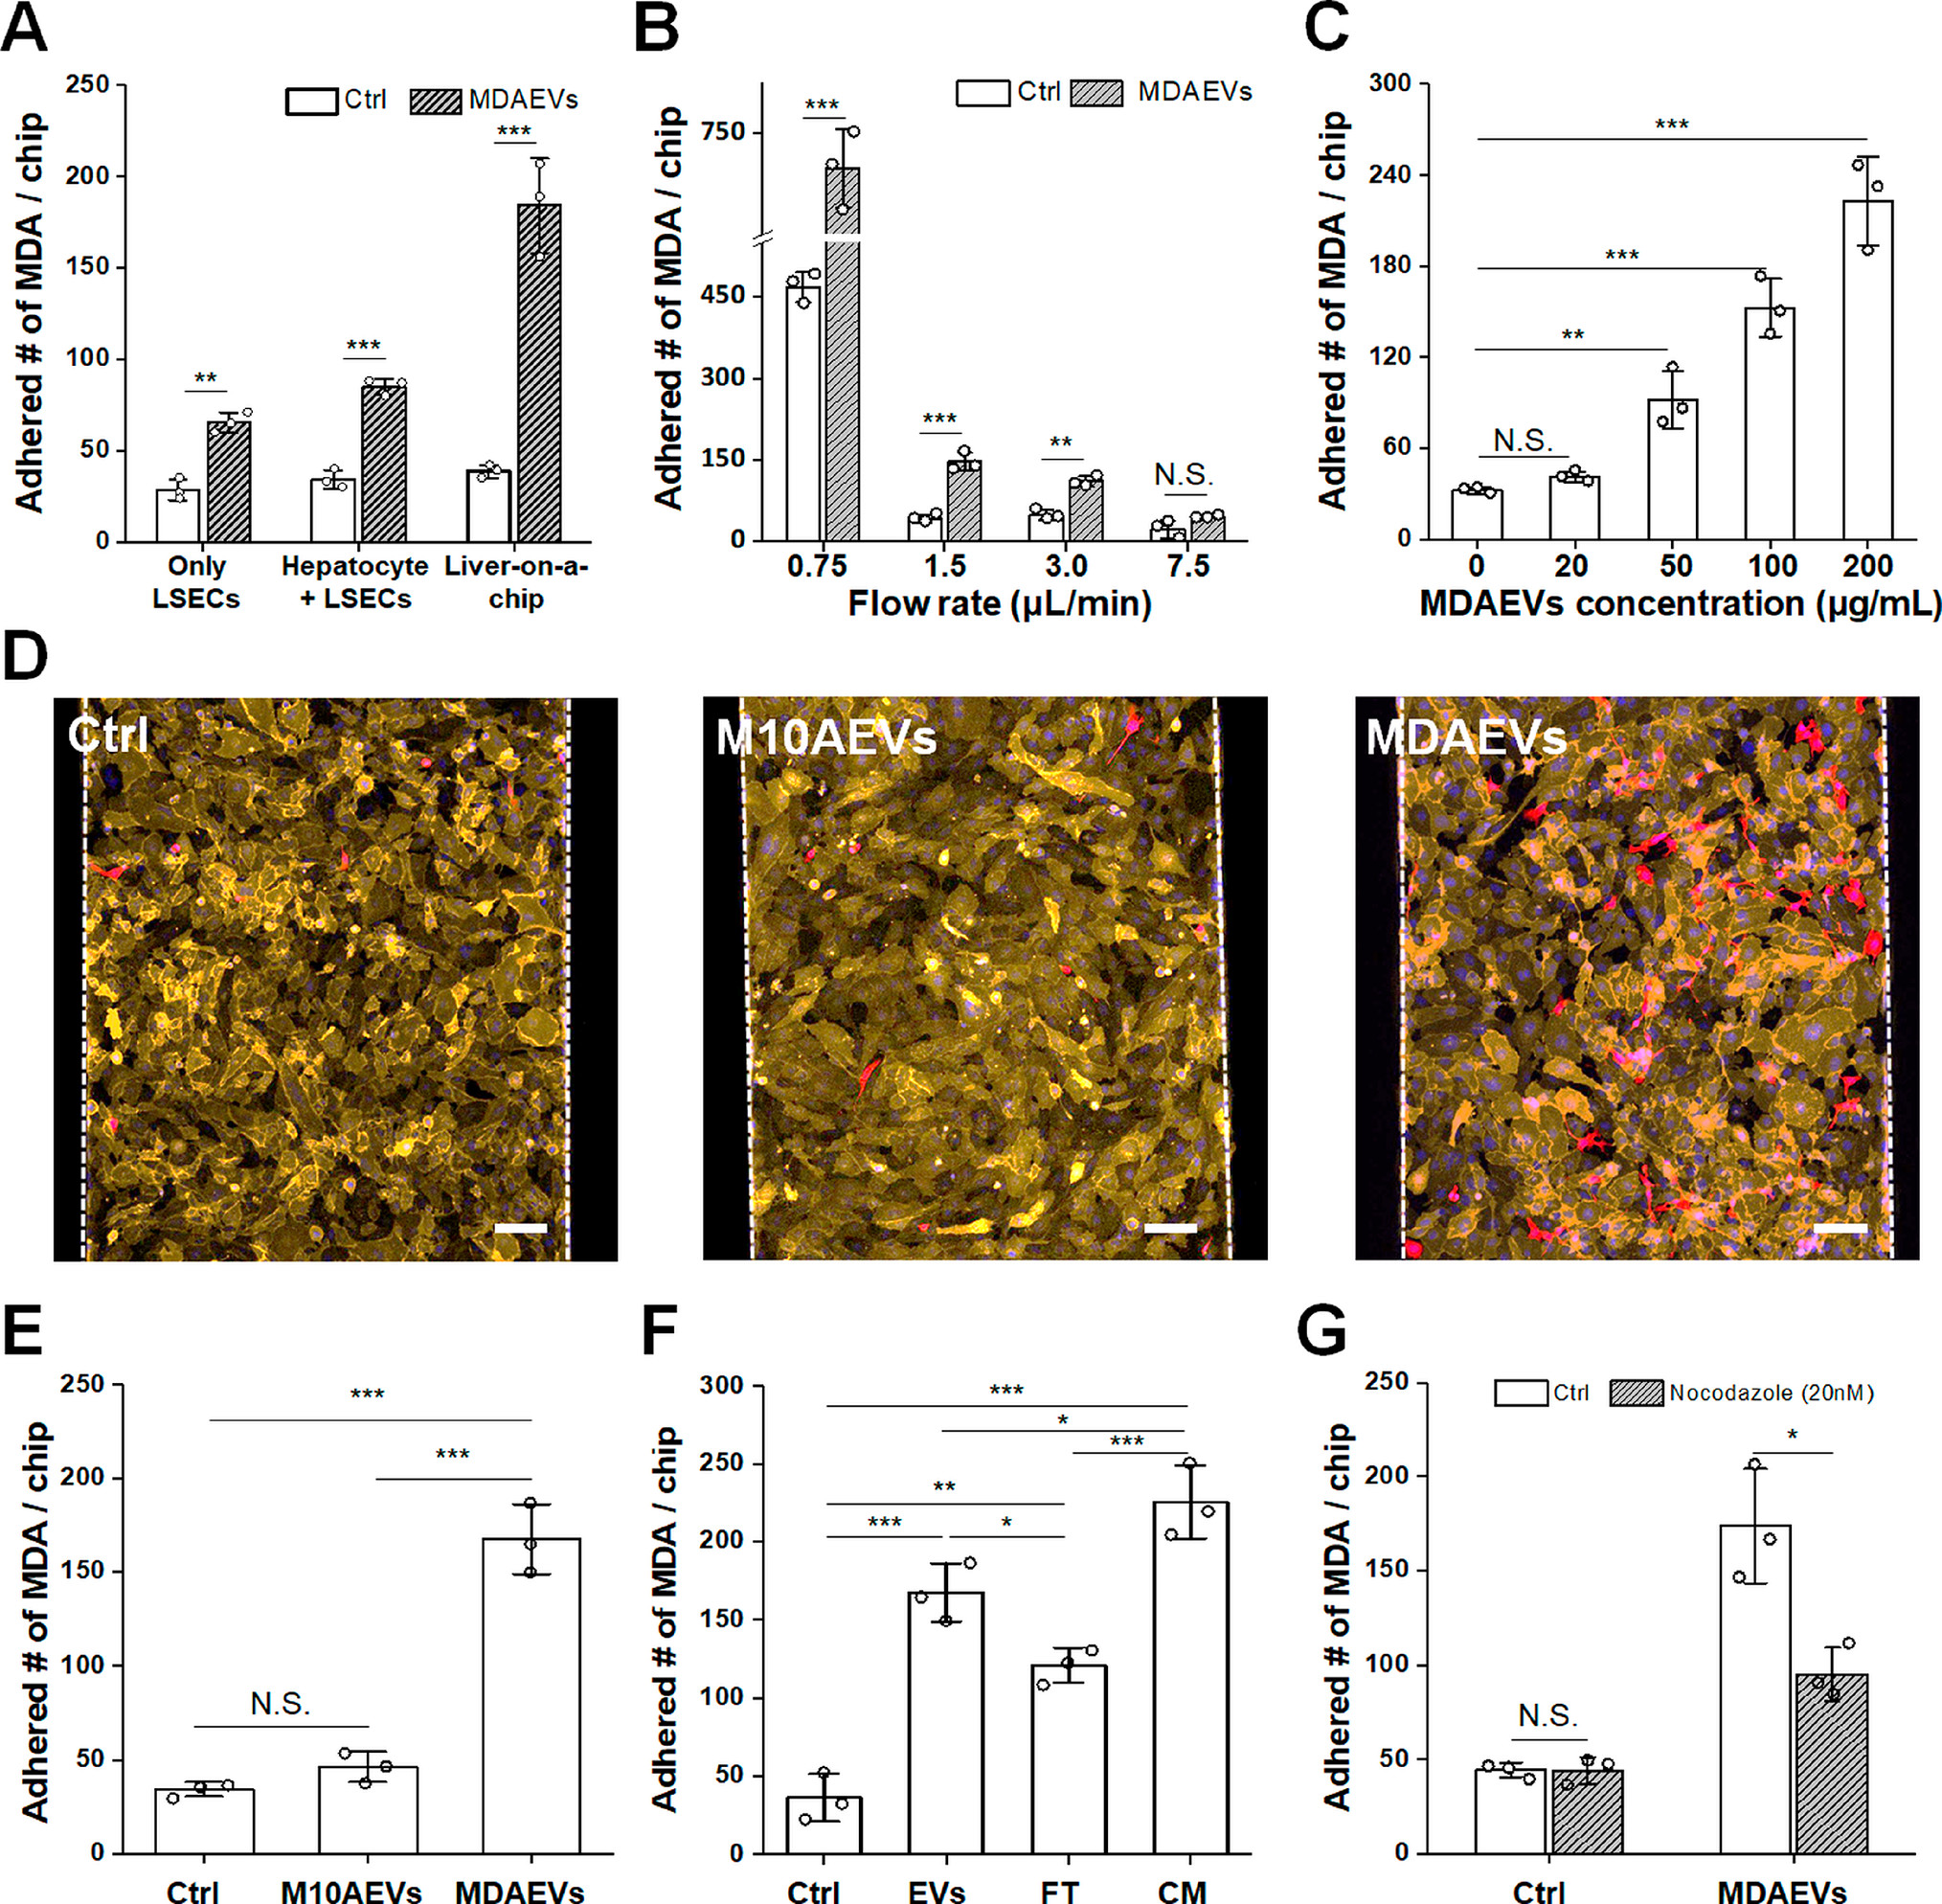 A
Adhered # of MDA / chip
250
200
150
100
50
0
Ctrl
MDAEVs
**
***
***
Only
LSECs
Hepatocyte
+ LSECs
Liver-on-a-
chip
B
Adhered # of MDA / chip
750
450
300
150
0
Ctrl
MDAEVs
***
***
**
N.S.
0.75
1.5
3.0
7.5
Flow rate (µL/min)
C
Adhered # of MDA / chip
300
240
180
120
60
0
***
***
**
N.S.
0
20
50
100
200
MDAEVs concentration (µg/mL)
D
Ctrl
M10AEVs
MDAEVs
E
Adhered # of MDA / chip
250
200
150
100
50
0
***
***
N.S.
Ctrl
M10AEVs
MDAEVs
F
Adhered # of MDA / chip
300
250
200
150
100
50
0
***
*
***
**
***
*
Ctrl
EVs
FT
CM
G
Adhered # of MDA / chip
250
200
150
100
50
0
Ctrl
Nocodazole (20nM)
*
N.S.
Ctrl
MDAEVs